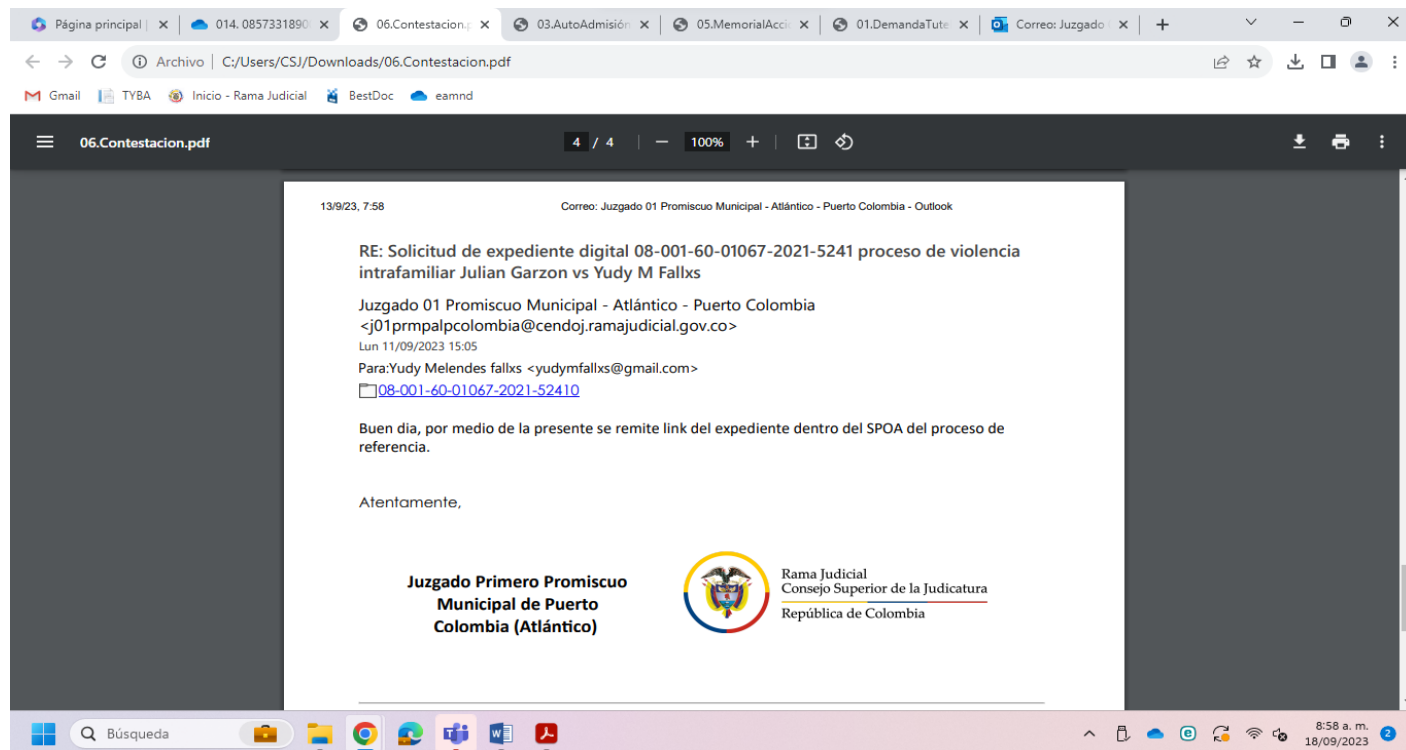 Página principal |
014. 0857331890
06.Contestacion.p
03.AutoAdmisión
05.MemorialAccio
01.DemandaTute
Correo: Juzgado
Archivo | C:/Users/CSJ/Downloads/06.Contestacion.pdf
Gmail TYBA Inicio - Rama Judicial BestDoc eamnd
06.Contestacion.pdf 4 / 4 100%
13/9/23, 7:58 Correo: Juzgado 01 Promiscuo Municipal - Atlántico - Puerto Colombia - Outlook
RE: Solicitud de expediente digital 08-001-60-01067-2021-5241 proceso de violencia
intrafamiliar Julian Garzon vs Yudy M Fallxs
Juzgado 01 Promiscuo Municipal - Atlántico - Puerto Colombia
<j01prmpalpcolombia@cendoj.ramajudicial.gov.co>
Lun 11/09/2023 15:05
Para:Yudy Melendes fallxs <yudymfallxs@gmail.com>
08-001-60-01067-2021-52410
Buen dia, por medio de la presente se remite link del expediente dentro del SPOA del proceso de
referencia.
Atentamente,
Juzgado Primero Promiscuo
Municipal de Puerto
Colombia (Atlántico)
Rama Judicial
Consejo Superior de la Judicatura
República de Colombia
Búsqueda
8:58 a. m.
18/09/2023
2